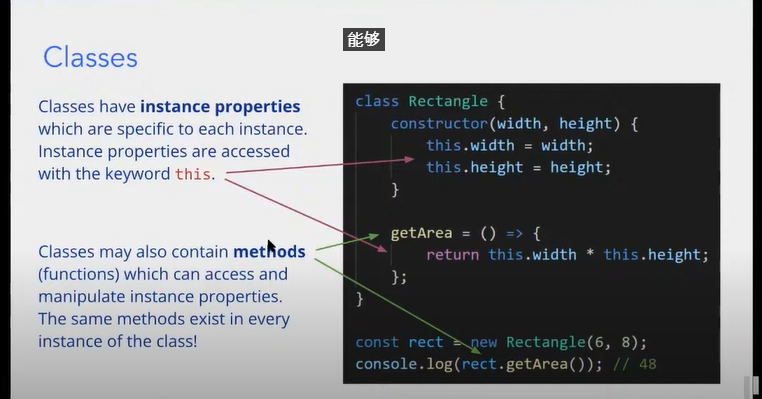 能够
Classes
Classes have instance properties
which are specific to each instance.
Instance properties are accessed
with the keyword this.
Classes may also contain methods
(functions) which can access and
manipulate instance properties.
The same methods exist in every
instance of the class!
class Rectangle {
constructor(width, height) {
this.width = width;
this.height = height;
}
getArea = () => {
return this.width * this.height;
};
}
const rect = new Rectangle(6, 8);
console.log(rect.getArea()); // 48